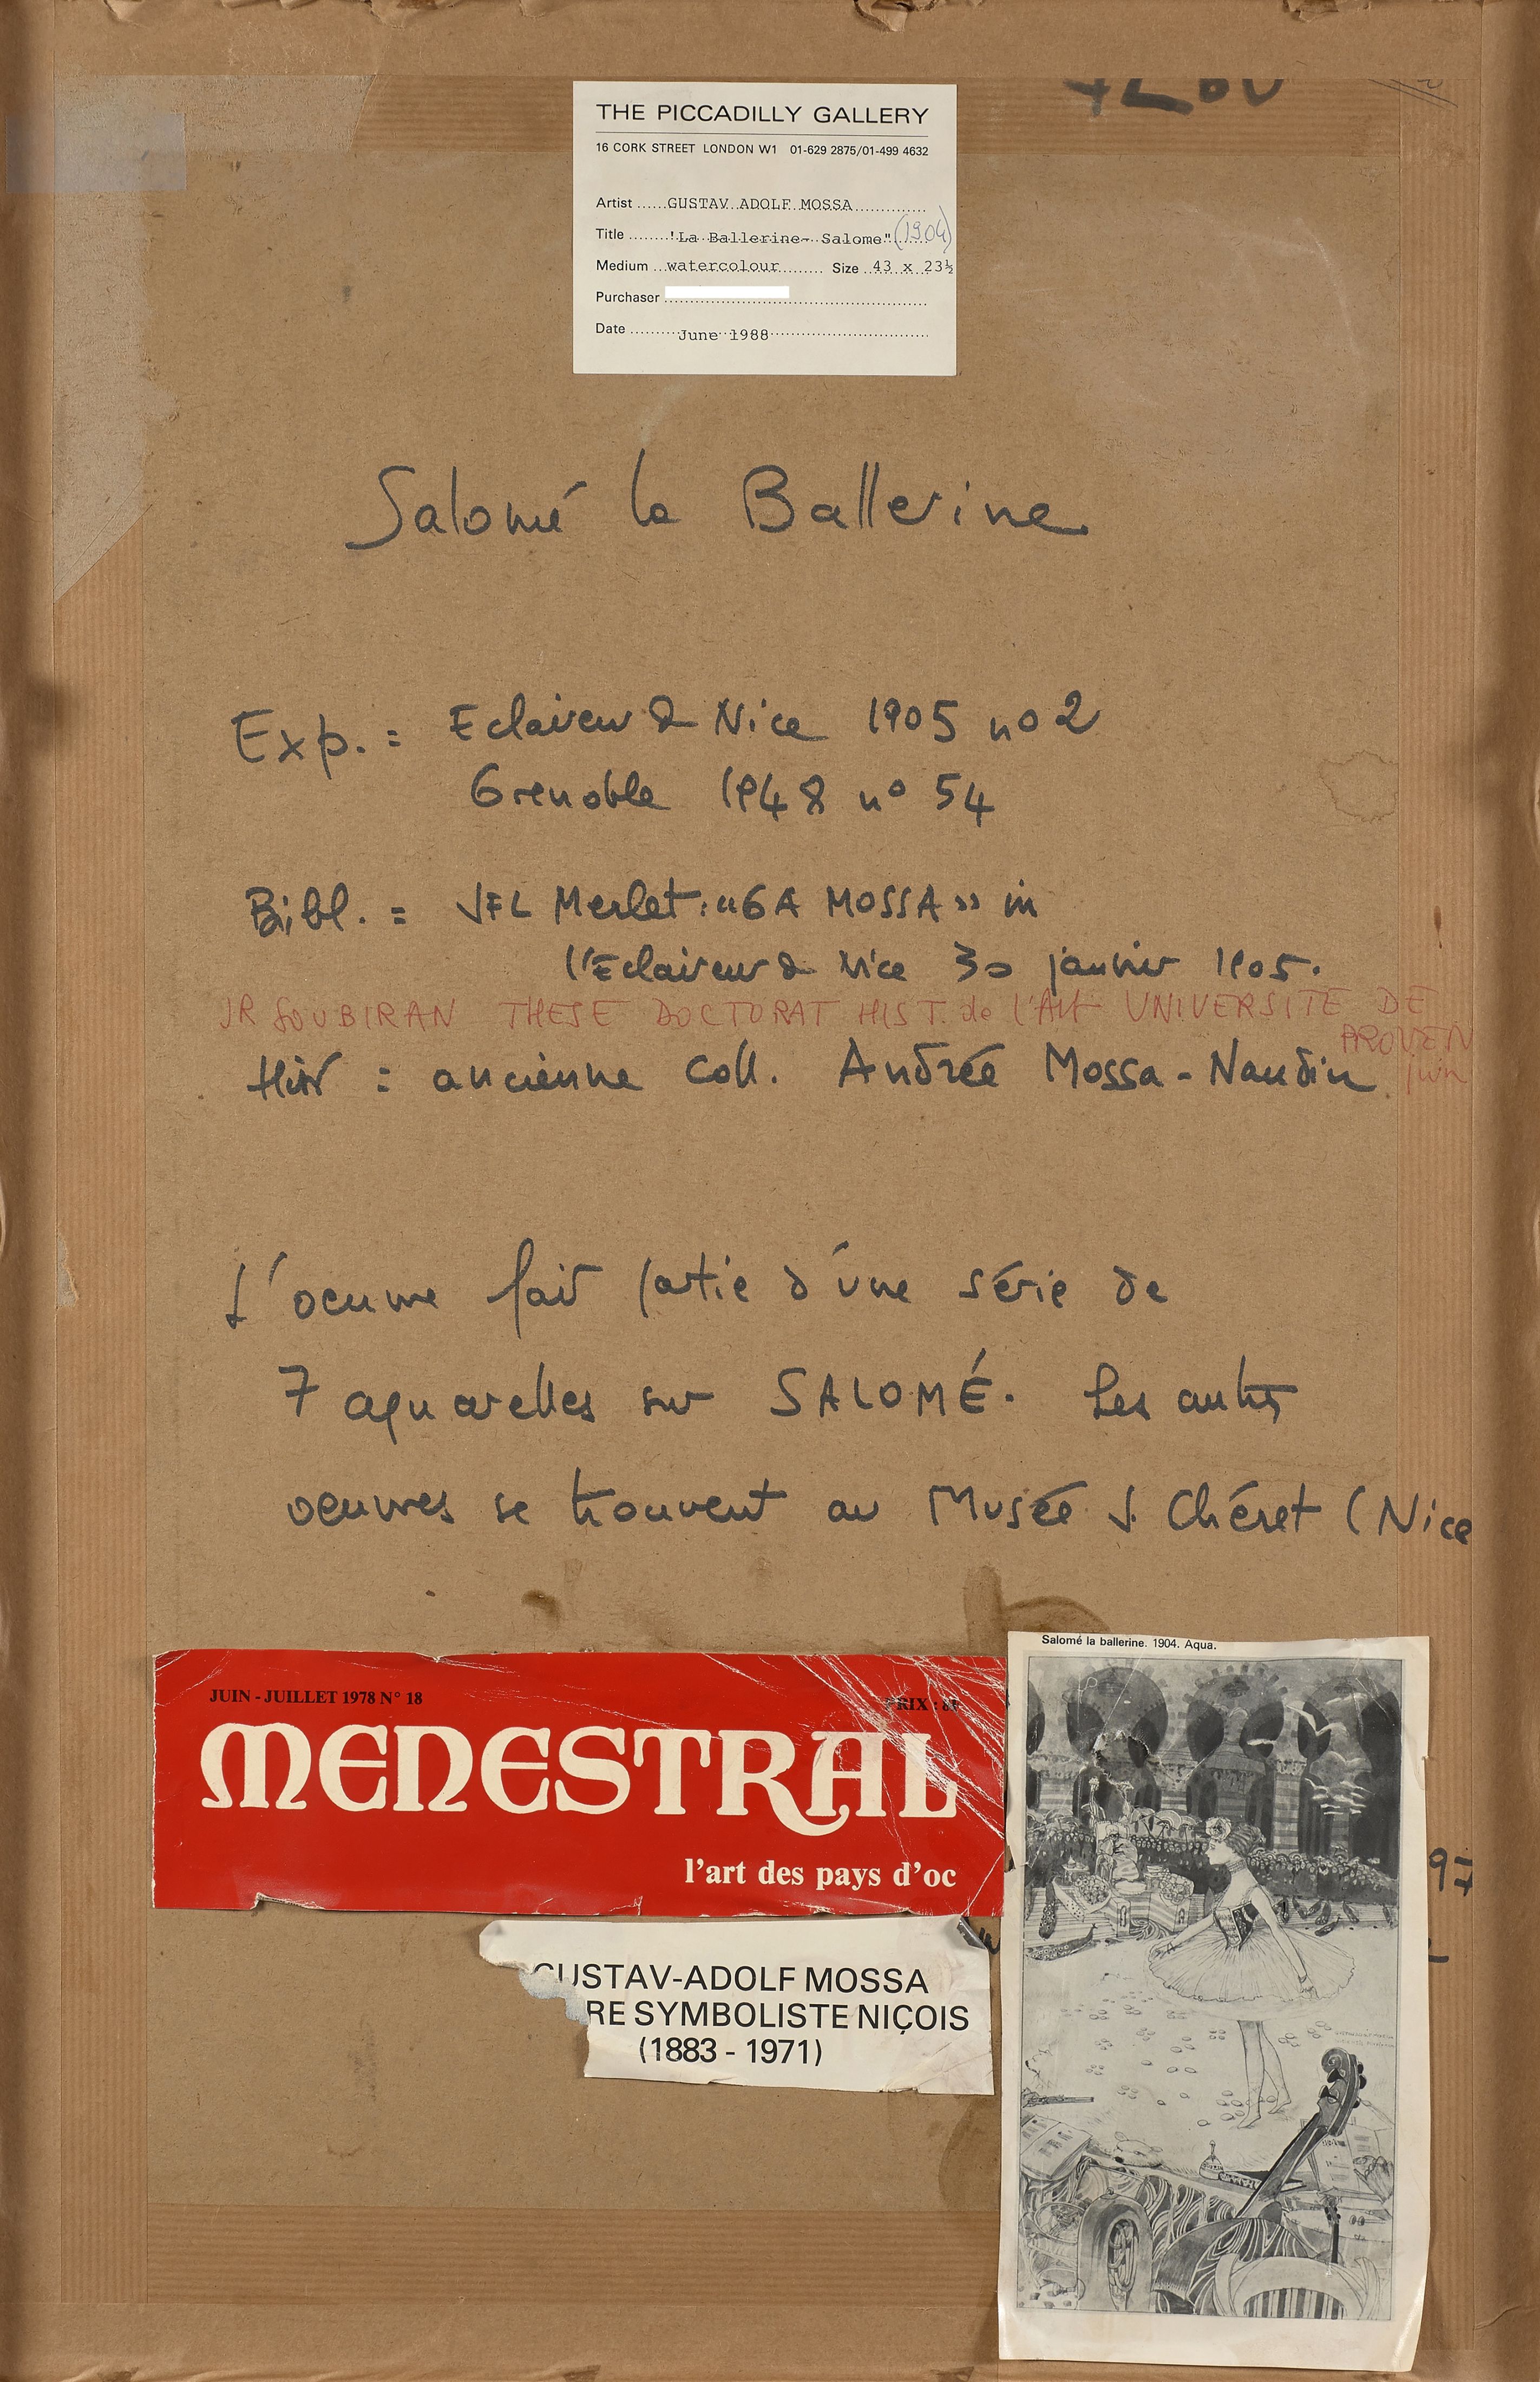 THE PICCADILLY GALLERY
16 CORK STREET LONDON W1 01-629 2875/01-499 4632
Artist ......GUSTAV ADOLF MOSSA..............
Title ........"La Ballerine- Salome" (1904)
Medium ...watercolour......... Size ..43 x 23½
Purchaser ..............................
Date ..........June 1988..............................
Salomé la Ballerine
Exp. = Eclaireur de Nice 1905 no 2
Grenoble 1948 nº 54
Bibl. = JFL Merlet : "GA MOSSA" in
l'Eclaireur de Nice 30 janvier 1905.
JR SOUBIRAN THESE DOCTORAT HIST. de l'Art UNIVERSITE DE
PROVEN
Hist = ancienne Coll. Andrée Mossa - Naudin juin
L'oeuvre fait partie d'une série de
7 aquarelles sur SALOMÉ. Les autres
oeuvres se trouvent au Musée J. Chéret (Nice
Salomé la ballerine. 1904. Aqua.
JUIN - JUILLET 1978 N° 18
PRIX :
MENESTRAL
l'art des pays d'oc
97
GUSTAV-ADOLF MOSSA
RE SYMBOLISTE NIÇOIS
(1883 - 1971)